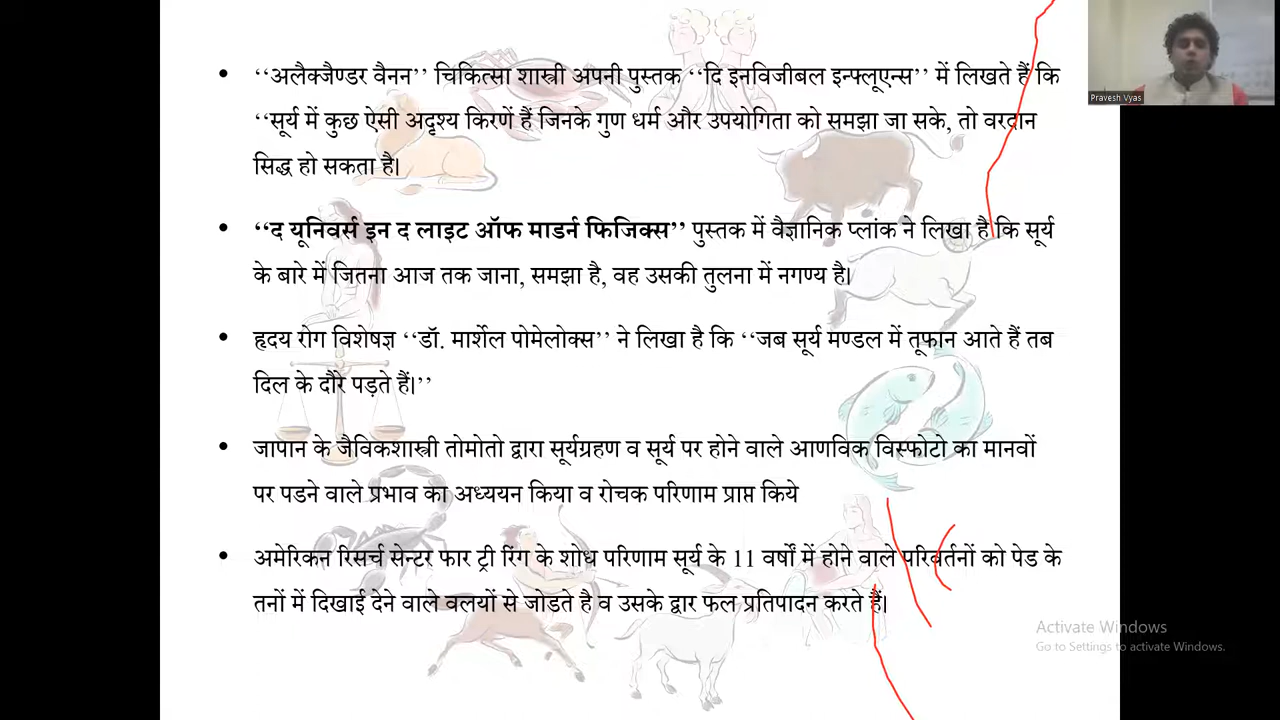 • ‘‘अलैक्जैण्डर वैनन’’ चिकित्सा शास्त्री अपनी पुस्तक ‘‘दि इनविजीबल इन्फ्लूएन्स’’ में लिखते हैं कि
‘‘सूर्य में कुछ ऐसी अदृश्य किरणें हैं जिनके गुण धर्म और उपयोगिता को समझा जा सके, तो वरदान
सिद्ध हो सकता है।
• ‘‘द यूनिवर्स इन द लाइट ऑफ माडर्न फिजिक्स’’ पुस्तक में वैज्ञानिक प्लांक ने लिखा है कि सूर्य
के बारे में जितना आज तक जाना, समझा है, वह उसकी तुलना में नगण्य है।
• हृदय रोग विशेषज्ञ ‘‘डॉ. मार्शेल पोमेलोक्स’’ ने लिखा है कि ‘‘जब सूर्य मण्डल में तूफान आते हैं तब
दिल के दौरे पड़ते हैं।’’
• जापान के जैविकशास्त्री तोमोतो द्वारा सूर्यग्रहण व सूर्य पर होने वाले आणविक विस्फोटो का मानवों
पर पडने वाले प्रभाव का अध्ययन किया व रोचक परिणाम प्राप्त किये
• अमेरिकन रिसर्च सेन्टर फार ट्री रिंग के शोध परिणाम सूर्य के 11 वर्षों में होने वाले परिवर्तनों को पेड के
तनों में दिखाई देने वाले वलयों से जोडते है व उसके द्वार फल प्रतिपादन करते हैं।
Pravesh Vyas
Activate Windows
Go to Settings to activate Windows.